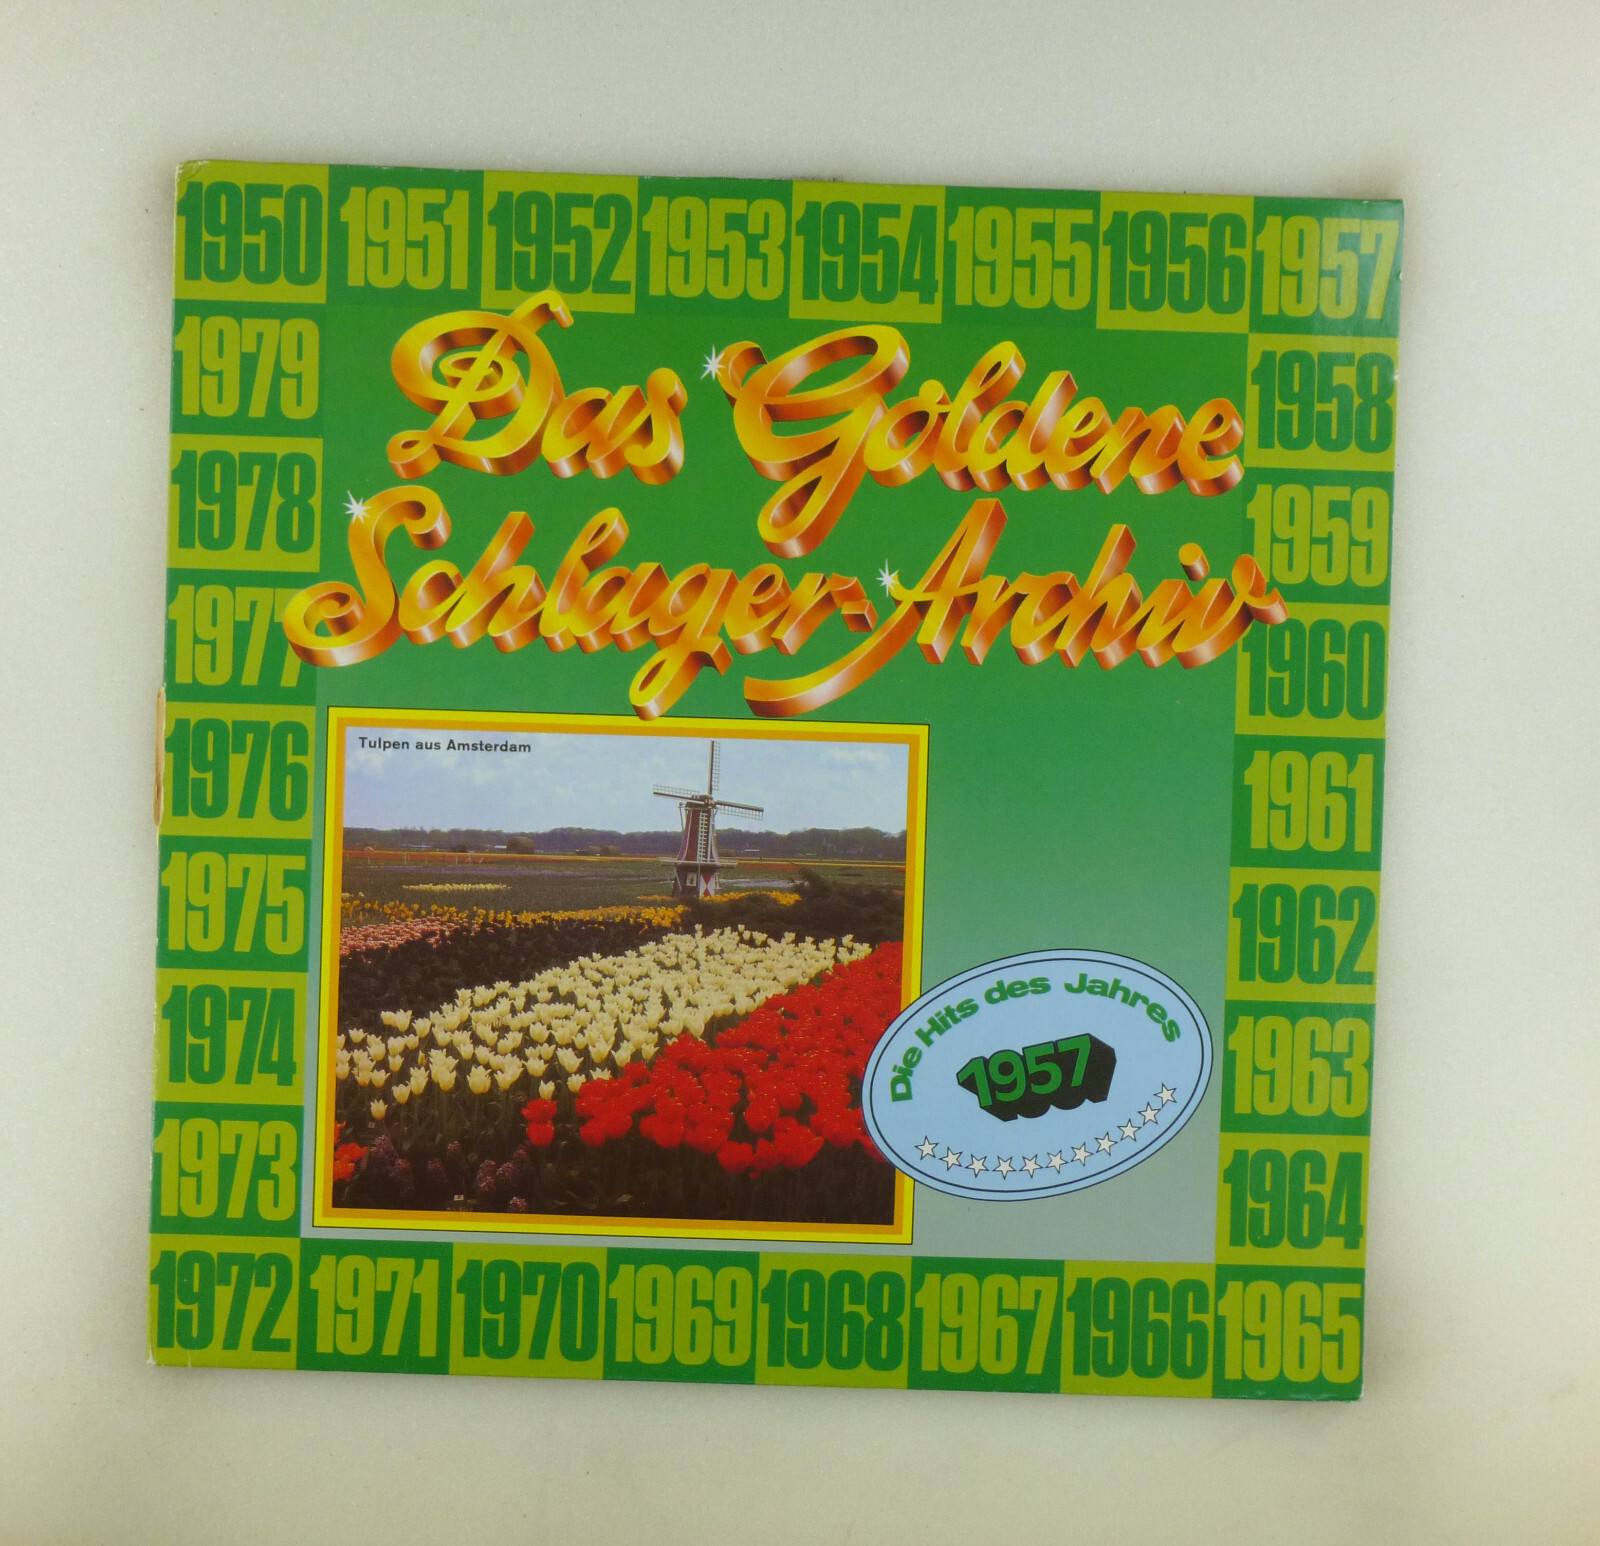 1950 1951 1952 1953 1954 1955 1956 1957
Das Goldene
Schlager-Archiv
1979 1958
1978 1959
1977 1960
1976 1961
1975 1962
1974 1963
1973 1964
Tulpen aus Amsterdam
Die Hits des Jahres
1957
1972 1971 1970 1969 1968 1967 1966 1965